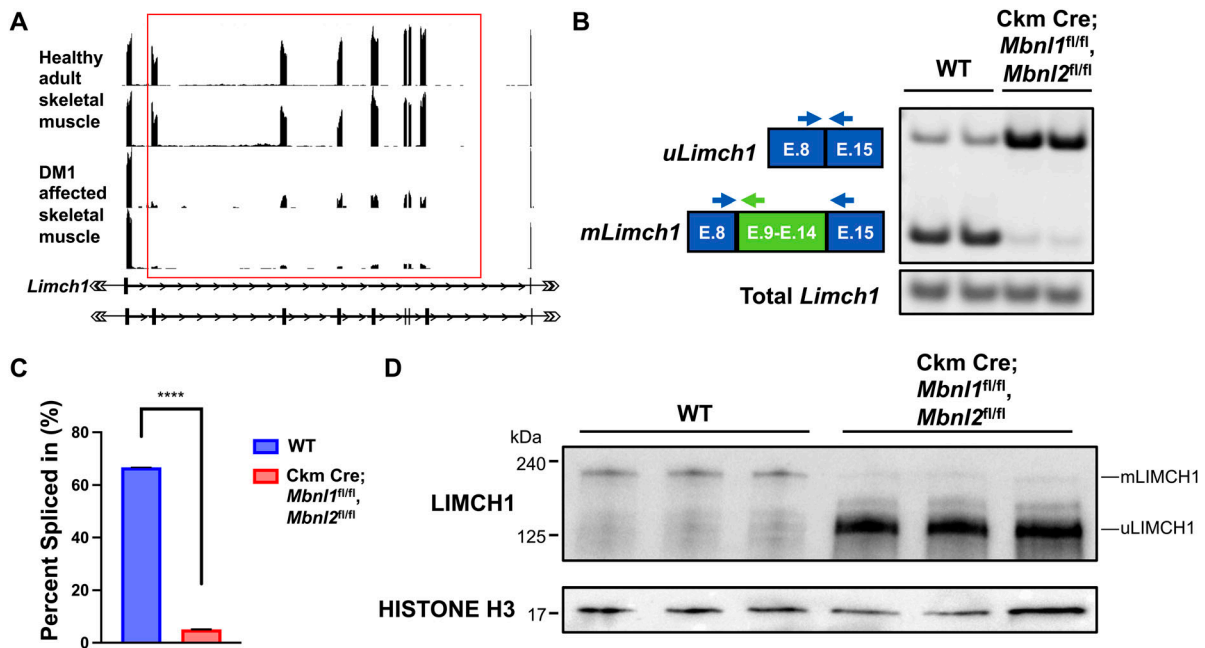 A
Healthy
adult
skeletal
muscle
DM1
affected
skeletal
muscle
Limch1
B
WT
Ckm Cre;
Mbnl1fl/fl,
Mbnl2fl/fl
uLimch1
E.8
E.15
mLimch1
E.8
E.9-E.14
E.15
Total Limch1
C
Percent Spliced in (%)
80
60
40
20
0
****
WT
Ckm Cre;
Mbnl1fl/fl,
Mbnl2fl/fl
D
WT
Ckm Cre;
Mbnl1fl/fl,
Mbnl2fl/fl
kDa
240
125
LIMCH1
mLIMCH1
uLIMCH1
HISTONE H3
17